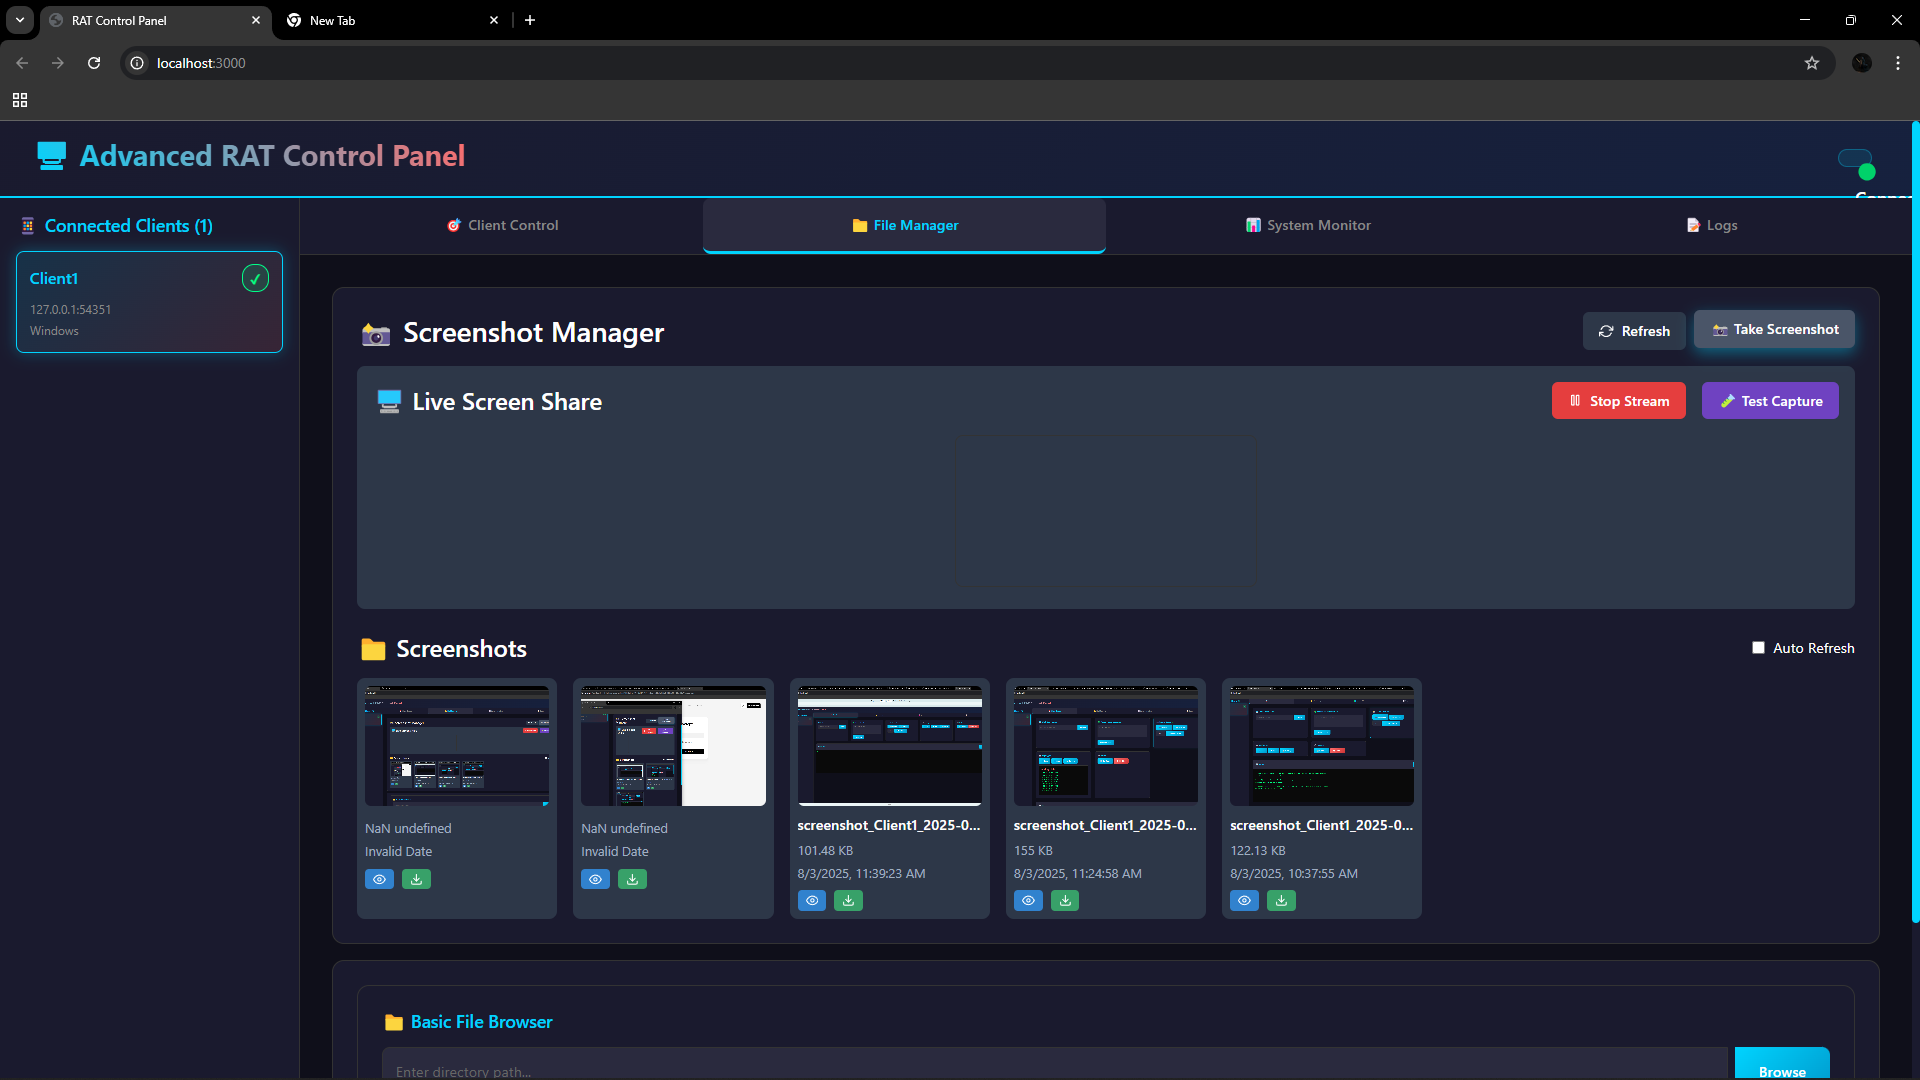 RAT Control Panel
New Tab
localhost:3000
Advanced RAT Control Panel
Connected Clients (1)
Client1
127.0.0.1:54351
Windows
Client Control
File Manager
System Monitor
Logs
Screenshot Manager
Refresh
Take Screenshot
Live Screen Share
Stop Stream
Test Capture
Screenshots
Auto Refresh
NaN undefined
Invalid Date
NaN undefined
Invalid Date
screenshot_Client1_2025-0...
101.48 KB
8/3/2025, 11:39:23 AM
screenshot_Client1_2025-0...
155 KB
8/3/2025, 11:24:58 AM
screenshot_Client1_2025-0...
122.13 KB
8/3/2025, 10:37:55 AM
Basic File Browser
Enter directory path...
Browse